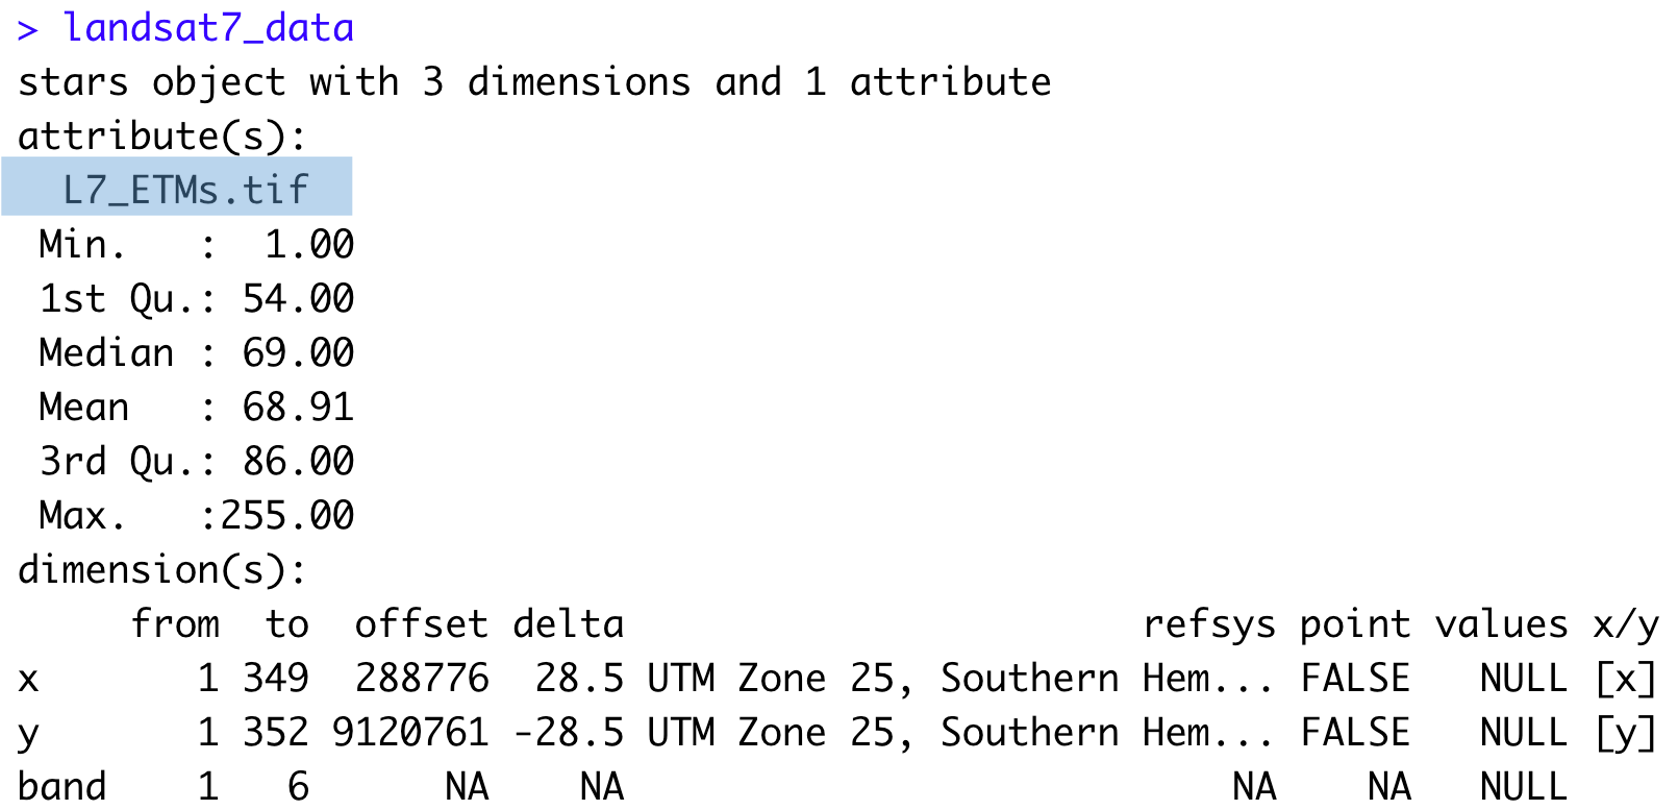 > landsat7_data
stars object with 3 dimensions and 1 attribute
attribute(s):
  L7_ETMs.tif
 Min.   :  1.00
 1st Qu.: 54.00
 Median : 69.00
 Mean   : 68.91
 3rd Qu.: 86.00
 Max.   :255.00
dimension(s):
     from  to  offset delta                       refsys point values x/y
x       1 349  288776  28.5 UTM Zone 25, Southern Hem... FALSE   NULL [x]
y       1 352 9120761 -28.5 UTM Zone 25, Southern Hem... FALSE   NULL [y]
band    1   6      NA    NA                           NA    NA   NULL